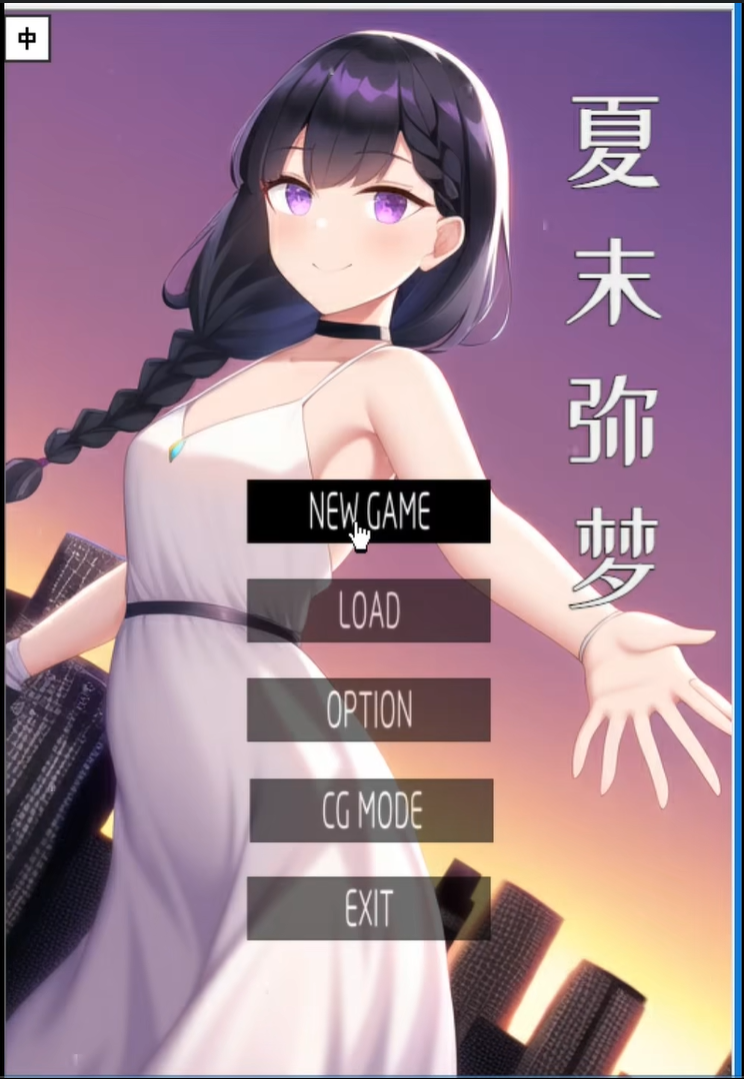 中
夏末弥梦
NEW GAME
LOAD
OPTION
CG MODE
EXIT